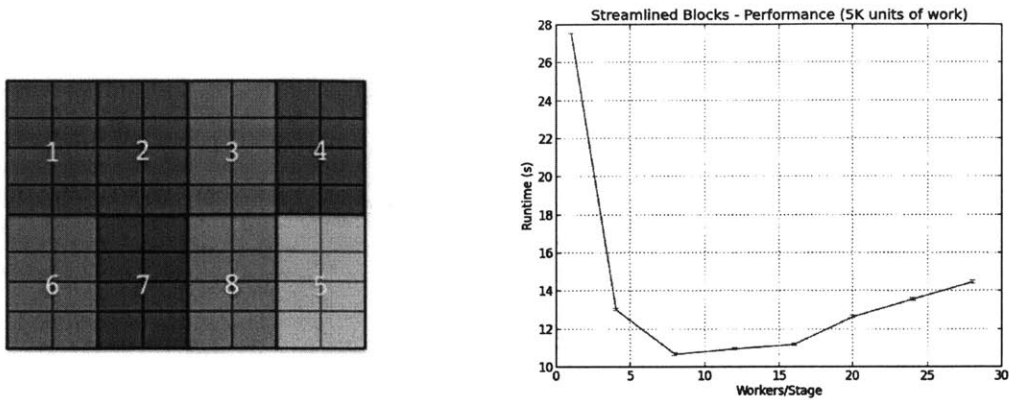 1 2 3 4
6 7 8 5
Streamlined Blocks - Performance (5K units of work)
28
26
24
22
20
18
16
14
12
10
Runtime (s)
0 5 10 15 20 25 30
Workers/Stage